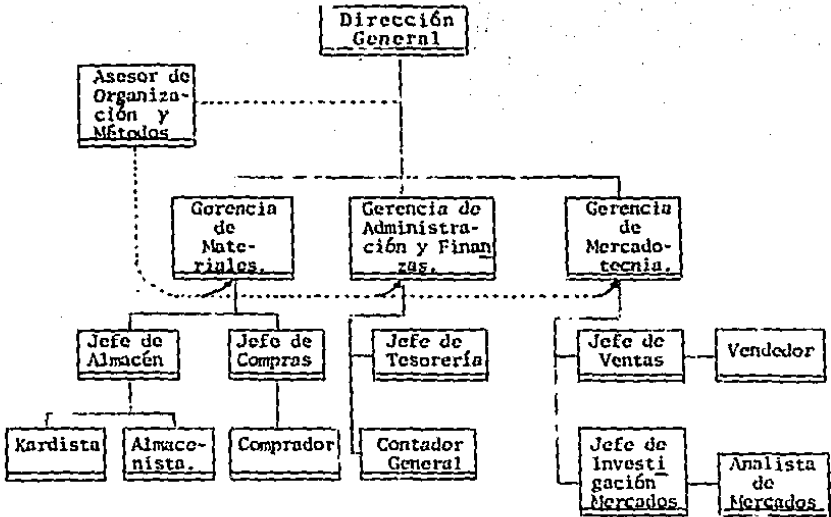 Dirección
General
Asesor de
Organiza-
ción y
Métodos
Gerencia
de
Mate-
riales.
Gerencia de
Administra-
ción y Finan
zas.
Gerencia
de
Mercado-
tecnia.
Jefe de
Almacén
Jefe de
Compras
Jefe de
Tesorería
Jefe de
Ventas
Vendedor
Kardista
Almace-
nista.
Comprador
Contador
General
Jefe de
Investi
gación
Mercados
Analista
de
Mercados